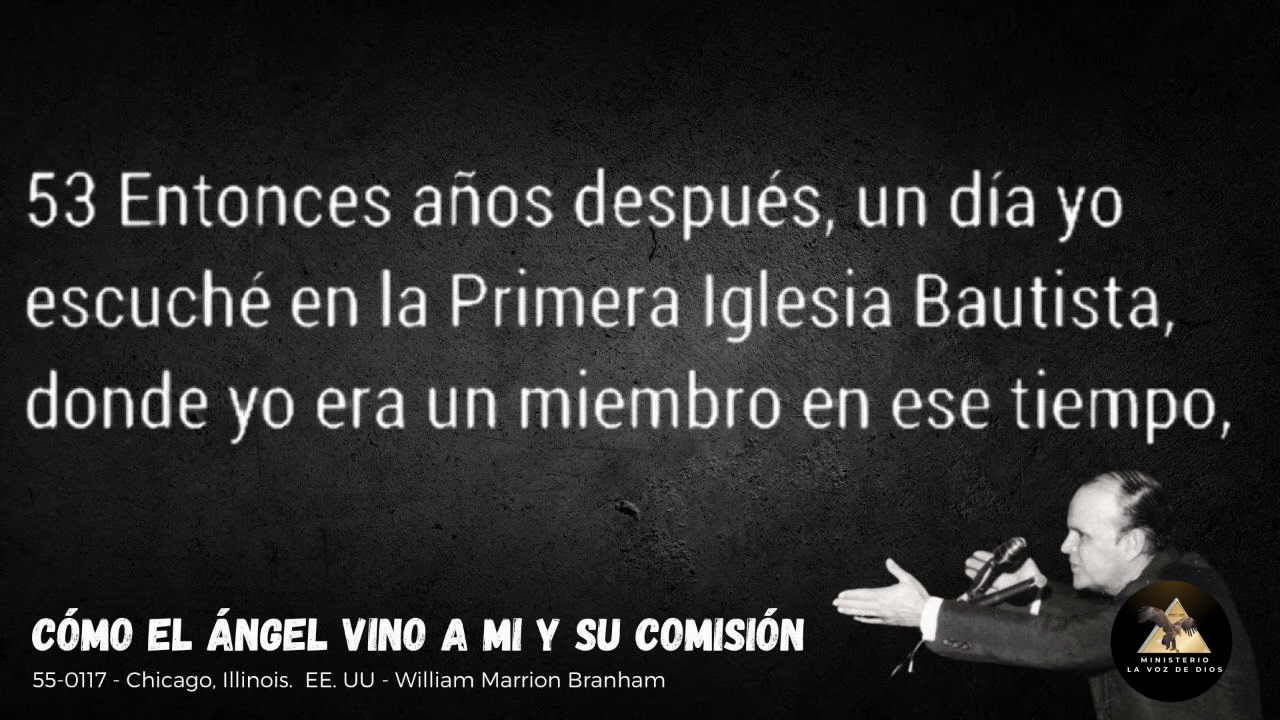 53 Entonces años después, un día yo
escuché en la Primera Iglesia Bautista,
donde yo era un miembro en ese tiempo,
CÓMO EL ÁNGEL VINO A MI Y SU COMISIÓN
55-0117 - Chicago, Illinois.  EE. UU - William Marrion Branham
MINISTERIO
LA VOZ DE DIOS